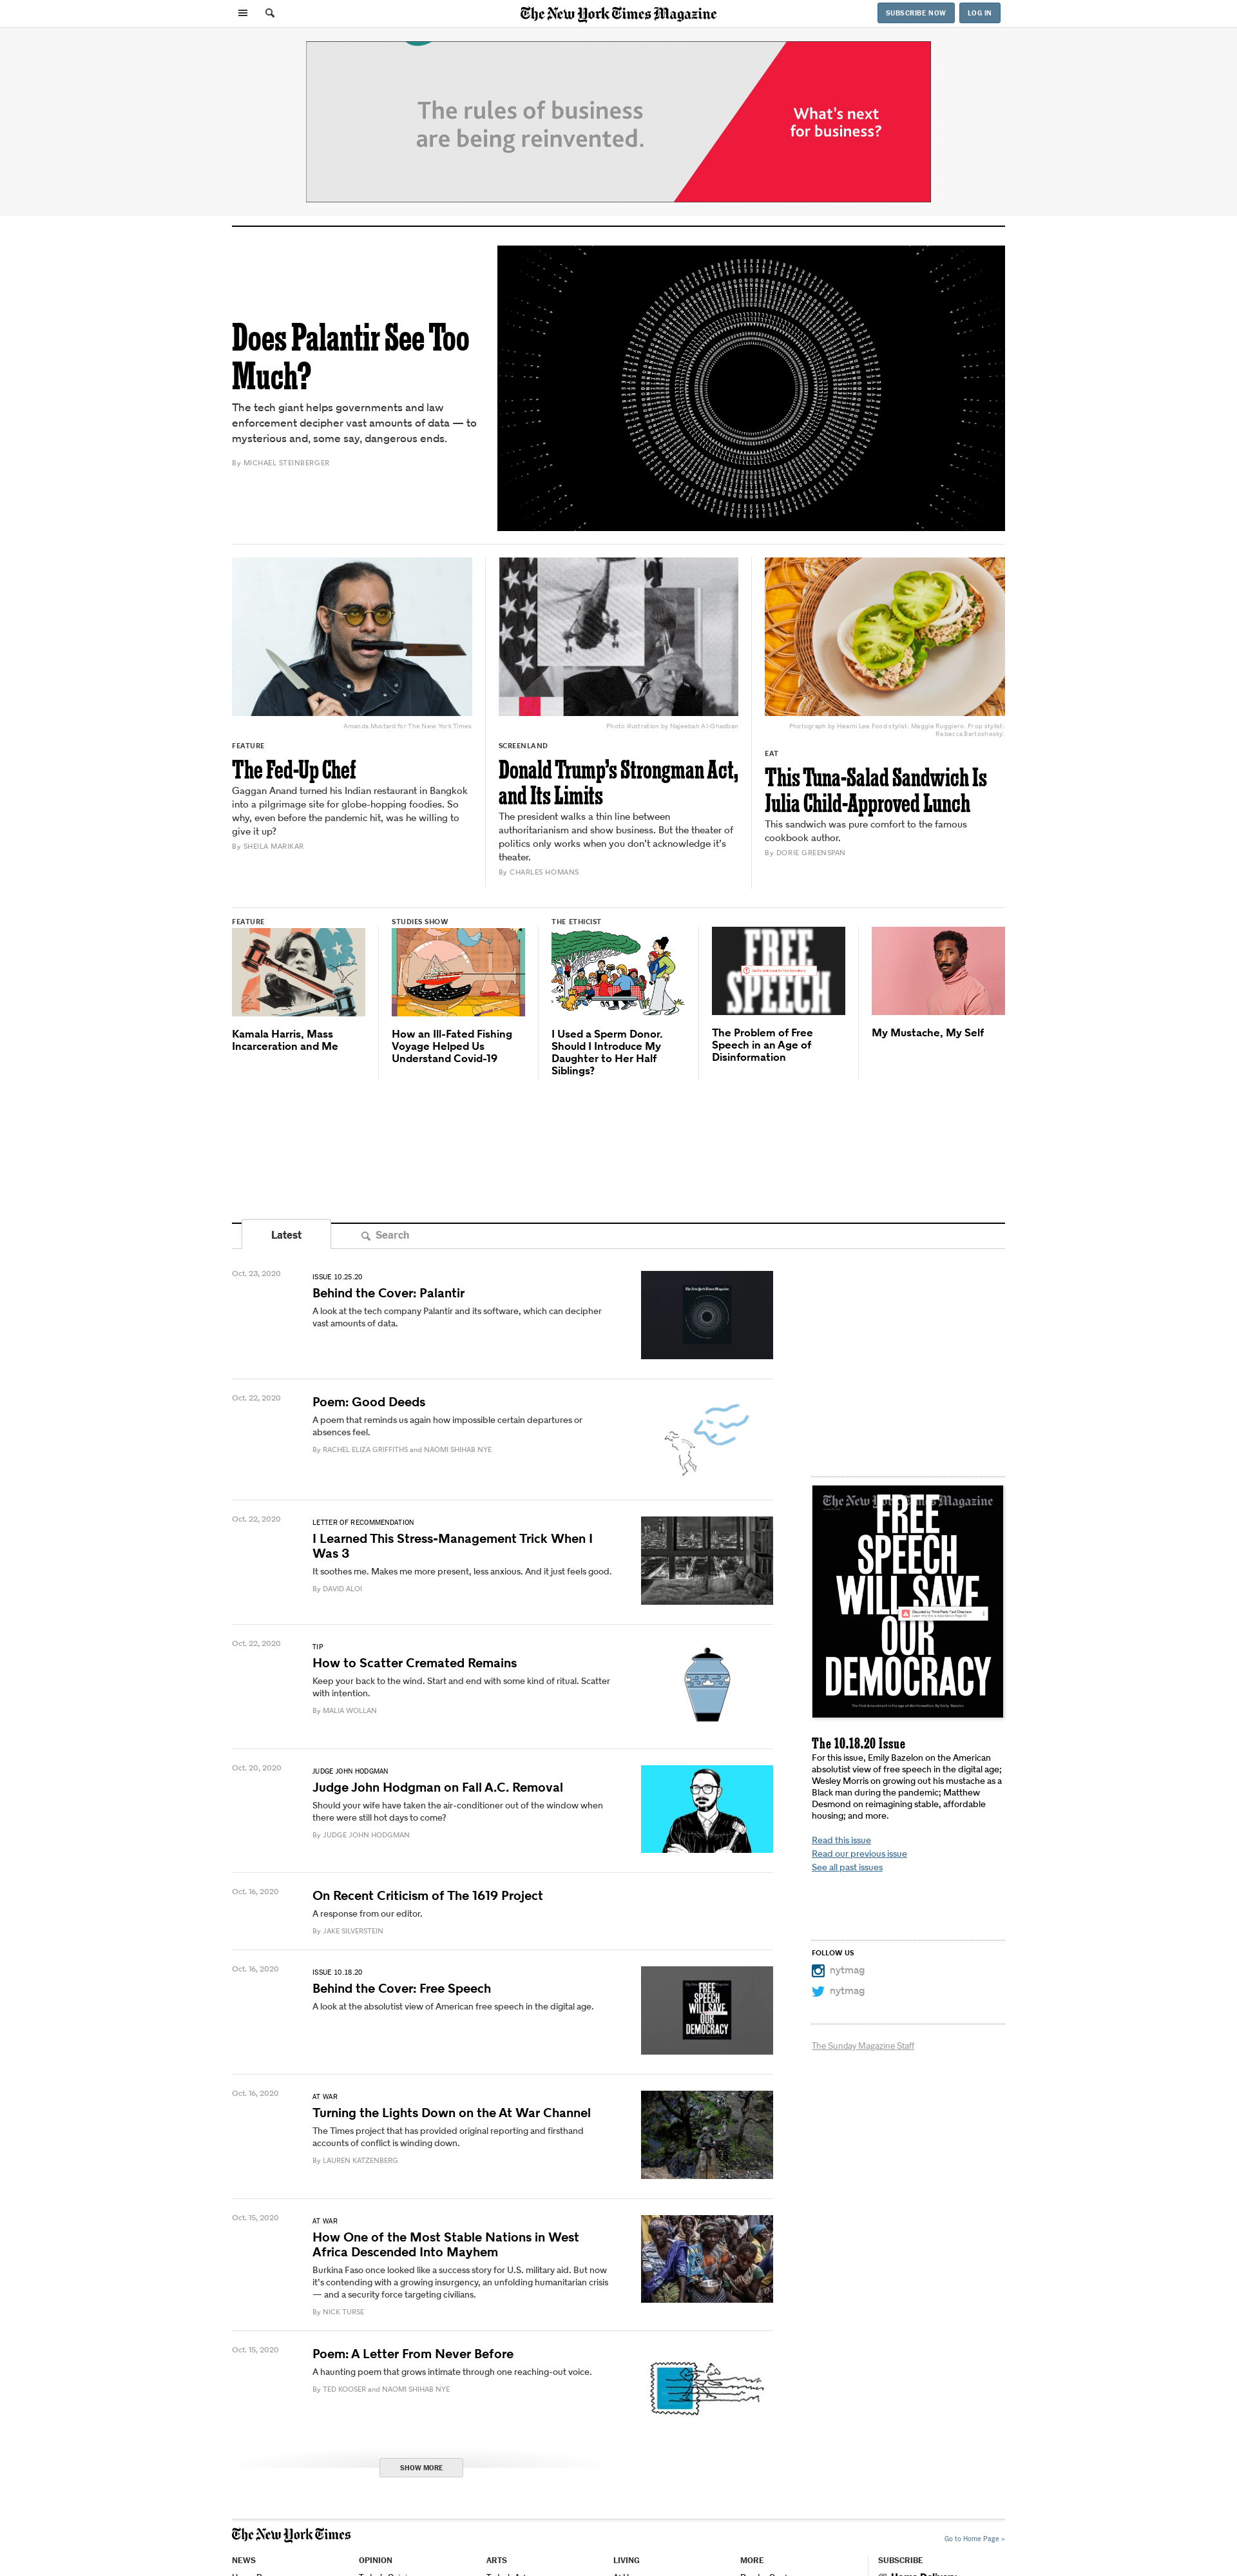 The New York Times Magazine
SUBSCRIBE NOW
LOG IN
The rules of business
are being reinvented.
What's next
for business?
Does Palantir See Too
Much?
The tech giant helps governments and law
enforcement decipher vast amounts of data — to
mysterious and, some say, dangerous ends.
By MICHAEL STEINBERGER
Amanda Mustard for The New York Times
FEATURE
The Fed-Up Chef
Gaggan Anand turned his Indian restaurant in Bangkok
into a pilgrimage site for globe-hopping foodies. So
why, even before the pandemic hit, was he willing to
give it up?
By SHEILA MARIKAR
Photo illustration by Najeebah Al-Ghadban
SCREENLAND
Donald Trump's Strongman Act,
and Its Limits
The president walks a thin line between
authoritarianism and show business. But the theater of
politics only works when you don't acknowledge it's
theater.
By CHARLES HOMANS
Photograph by Heami Lee Food stylist: Maggie Ruggiero. Prop stylist:
Rebecca Bartoshesky.
EAT
This Tuna-Salad Sandwich Is
Julia Child-Approved Lunch
This sandwich was pure comfort to the famous
cookbook author.
By DORIE GREENSPAN
FEATURE
Kamala Harris, Mass
Incarceration and Me
STUDIES SHOW
How an Ill-Fated Fishing
Voyage Helped Us
Understand Covid-19
THE ETHICIST
I Used a Sperm Donor.
Should I Introduce My
Daughter to Her Half
Siblings?
FREE
SPEECH
The Problem of Free
Speech in an Age of
Disinformation
My Mustache, My Self
Latest
Search
Oct. 23, 2020
ISSUE 10.25.20
Behind the Cover: Palantir
A look at the tech company Palantir and its software, which can decipher
vast amounts of data.
The New York Times Magazine
Oct. 22, 2020
Poem: Good Deeds
A poem that reminds us again how impossible certain departures or
absences feel.
By RACHEL ELIZA GRIFFITHS and NAOMI SHIHAB NYE
Oct. 22, 2020
LETTER OF RECOMMENDATION
I Learned This Stress-Management Trick When I
Was 3
It soothes me. Makes me more present, less anxious. And it just feels good.
By DAVID ALOI
Oct. 22, 2020
TIP
How to Scatter Cremated Remains
Keep your back to the wind. Start and end with some kind of ritual. Scatter
with intention.
By MALIA WOLLAN
Oct. 20, 2020
JUDGE JOHN HODGMAN
Judge John Hodgman on Fall A.C. Removal
Should your wife have taken the air-conditioner out of the window when
there were still hot days to come?
By JUDGE JOHN HODGMAN
Oct. 16, 2020
On Recent Criticism of The 1619 Project
A response from our editor.
By JAKE SILVERSTEIN
Oct. 16, 2020
ISSUE 10.18.20
Behind the Cover: Free Speech
A look at the absolutist view of American free speech in the digital age.
FREE
SPEECH
WILL SAVE
OUR
DEMOCRACY
Oct. 16, 2020
AT WAR
Turning the Lights Down on the At War Channel
The Times project that has provided original reporting and firsthand
accounts of conflict is winding down.
By LAUREN KATZENBERG
Oct. 15, 2020
AT WAR
How One of the Most Stable Nations in West
Africa Descended Into Mayhem
Burkina Faso once looked like a success story for U.S. military aid. But now
it's contending with a growing insurgency, an unfolding humanitarian crisis
— and a security force targeting civilians.
By NICK TURSE
Oct. 15, 2020
Poem: A Letter From Never Before
A haunting poem that grows intimate through one reaching-out voice.
By TED KOOSER and NAOMI SHIHAB NYE
SHOW MORE
The New York Times Magazine
FREE
SPEECH
WILL SAVE
OUR
DEMOCRACY
The First Amendment in the age of disinformation. By Emily Bazelon
The 10.18.20 Issue
For this issue, Emily Bazelon on the American
absolutist view of free speech in the digital age;
Wesley Morris on growing out his mustache as a
Black man during the pandemic; Matthew
Desmond on reimagining stable, affordable
housing; and more.
Read this issue
Read our previous issue
See all past issues
FOLLOW US
nytmag
nytmag
The Sunday Magazine Staff
The New York Times
Go to Home Page »
NEWS
OPINION
ARTS
LIVING
MORE
SUBSCRIBE